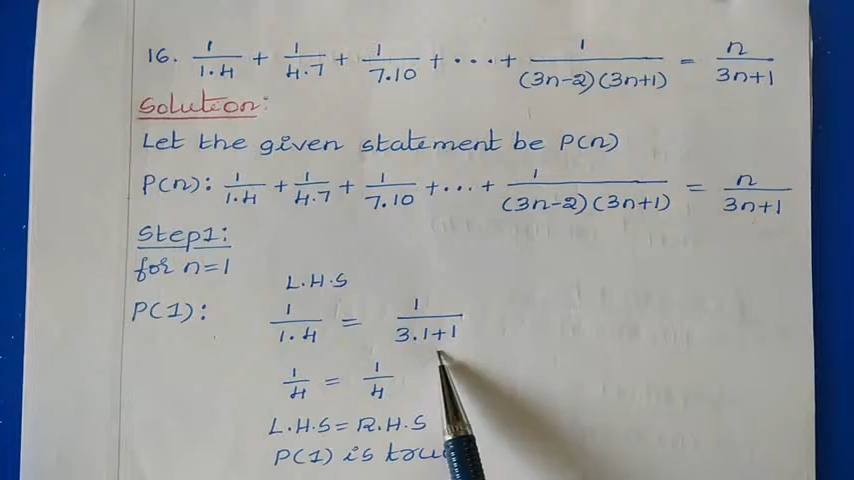 16. 1/1.4 + 1/4.7 + 1/7.10 + ... + 1/(3n-2)(3n+1) = n/3n+1
Solution:
Let the given statement be P(n)
P(n): 1/1.4 + 1/4.7 + 1/7.10 + ... + 1/(3n-2)(3n+1) = n/3n+1
Step1:
for n=1
L.H.S
P(1): 1/1.4 = 1/3.1+1
1/4 = 1/4
L.H.S = R.H.S
P(1) is